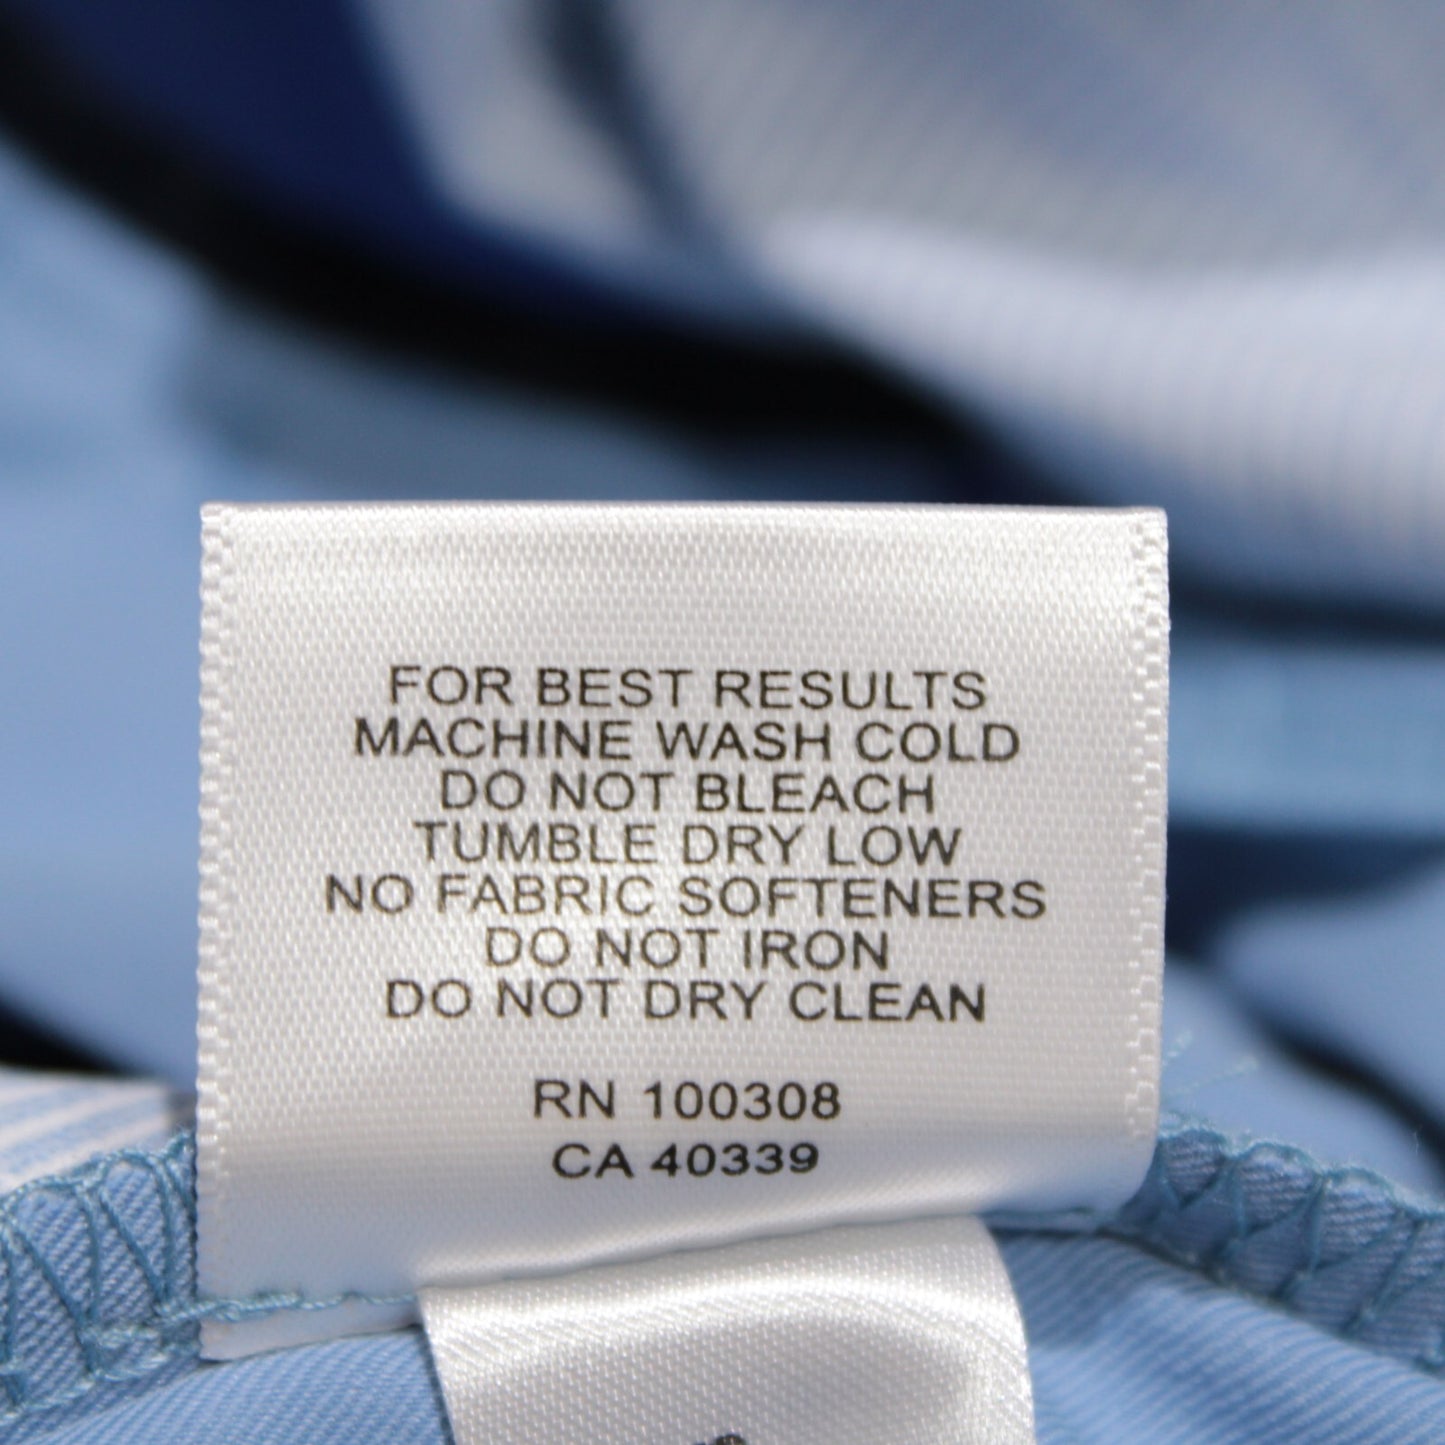 FOR BEST RESULTS
MACHINE WASH COLD
DO NOT BLEACH
TUMBLE DRY LOW
NO FABRIC SOFTENERS
DO NOT IRON
DO NOT DRY CLEAN
RN 100308
CA 40339